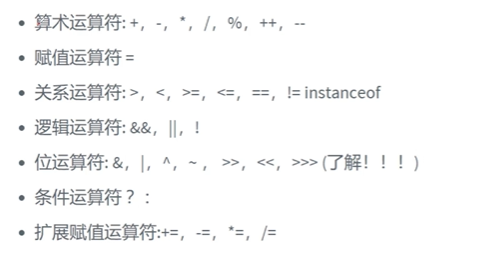 • 算术运算符: +，-，*，/，%，++，--
• 赋值运算符 =
• 关系运算符: >，<，>=，<=，==，!= instanceof
• 逻辑运算符: &&，||，!
• 位运算符: &，|，^，~ ， >>，<<，>>> (了解！！！)
• 条件运算符？：
• 扩展赋值运算符:+=，-=，*=，/=